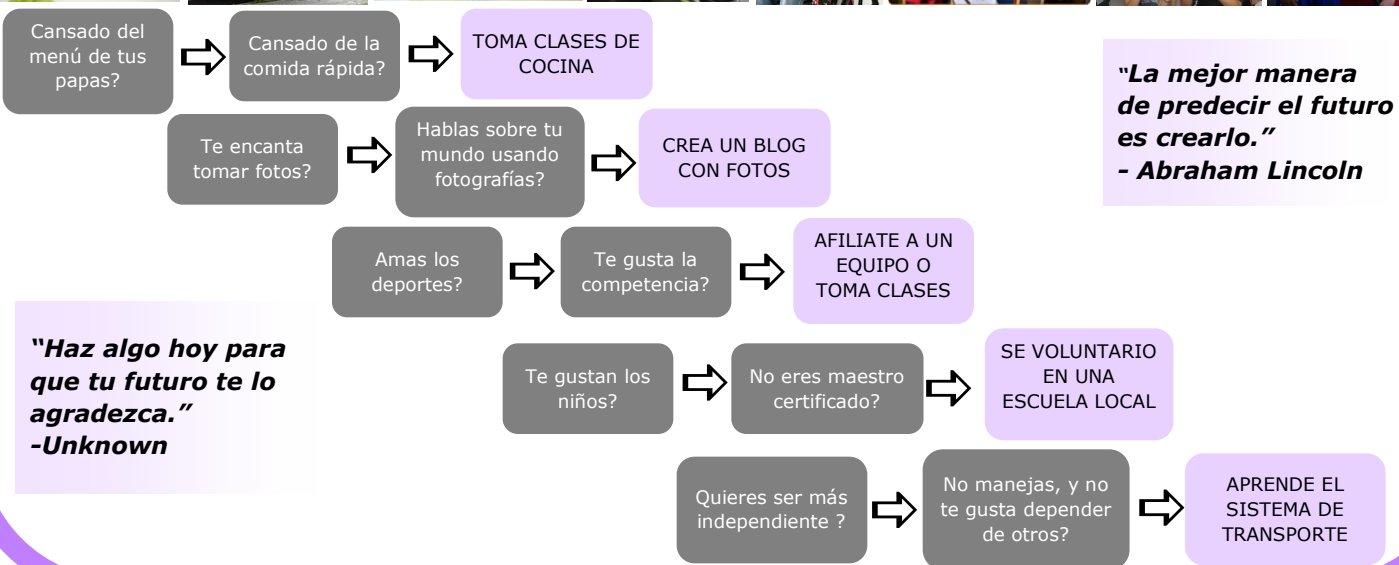 Cansado del
menú de tus
papas?
Cansado de la
comida rápida?
TOMA CLASES DE
COCINA
“La mejor manera
de predecir el futuro
es crearlo.”
- Abraham Lincoln
Te encanta
tomar fotos?
Hablas sobre tu
mundo usando
fotografías?
CREA UN BLOG
CON FOTOS
Amas los
deportes?
Te gusta la
competencia?
AFILIATE A UN
EQUIPO O
TOMA CLASES
“Haz algo hoy para
que tu futuro te lo
agradezca.”
-Unknown
Te gustan los
niños?
No eres maestro
certificado?
SE VOLUNTARIO
EN UNA
ESCUELA LOCAL
Quieres ser más
independiente ?
No manejas, y no
te gusta depender
de otros?
APRENDE EL
SISTEMA DE
TRANSPORTE